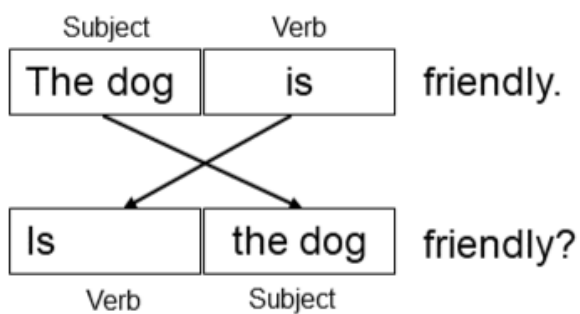 Subject Verb
The dog is friendly.
Is the dog friendly?
Verb Subject